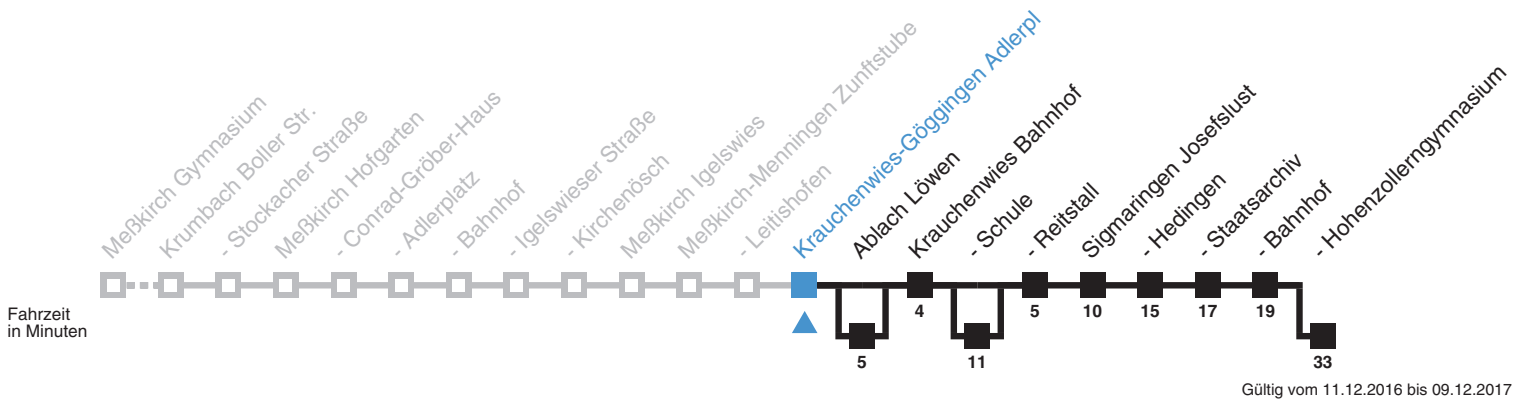 Meßkirch Gymnasium
Krumbach Boller Str.
- Stockacher Straße
Meßkirch Hofgarten
- Conrad-Gröber-Haus
- Adlerplatz
- Bahnhof
- Igelswieser Straße
- Kirchenösch
Meßkirch Igelswies
Meßkirch-Menningen Zunftstube
- Leitishofen
Krauchenwies-Göggingen Adlerpl
Ablach Löwen
Krauchenwies Bahnhof
- Schule
- Reitstall
Sigmaringen Josefslust
- Hedingen
- Staatsarchiv
- Bahnhof
- Hohenzollerngymnasium
Fahrzeit
in Minuten
4
5
10
15
17
19
5
11
33
Gültig vom 11.12.2016 bis 09.12.2017